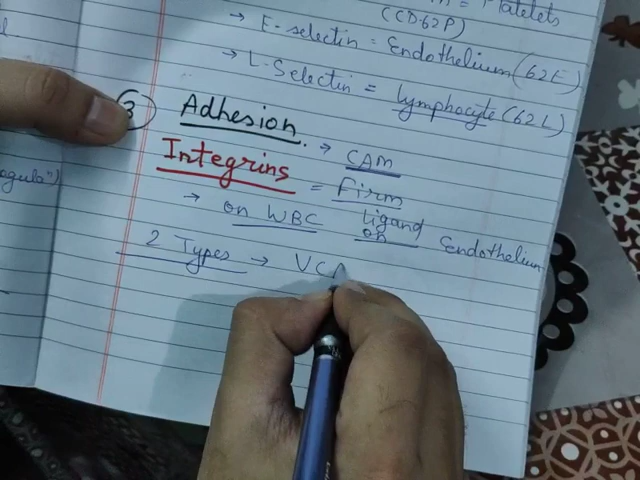 = Platelets
(CD62P)
→ E-selectin = Endothelium (62E)
→ L-Selectin = lymphocyte (62L)
3 Adhesion. → CAM
Integrins = Firm
→ on WBC ligand on Endothelium
2 Types → VCA